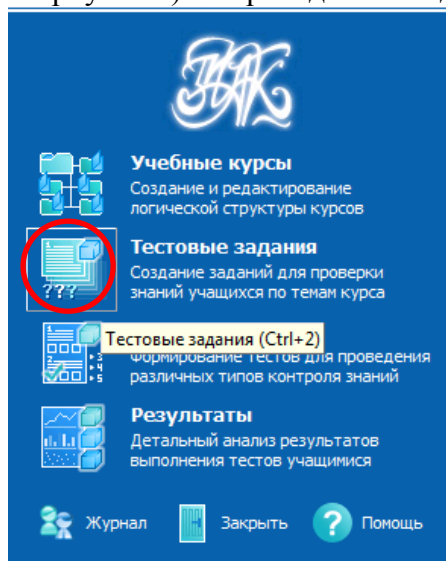 Учебные курсы
Создание и редактирование
логической структуры курсов
Тестовые задания
Создание заданий для проверки
знаний учащихся по темам курса
???
Тестовые задания (Ctrl+2)
Формирование тестов для проведения
различных типов контроля знаний
Результаты
Детальный анализ результатов
выполнения тестов учащимися
Журнал Закрыть ? Помощь